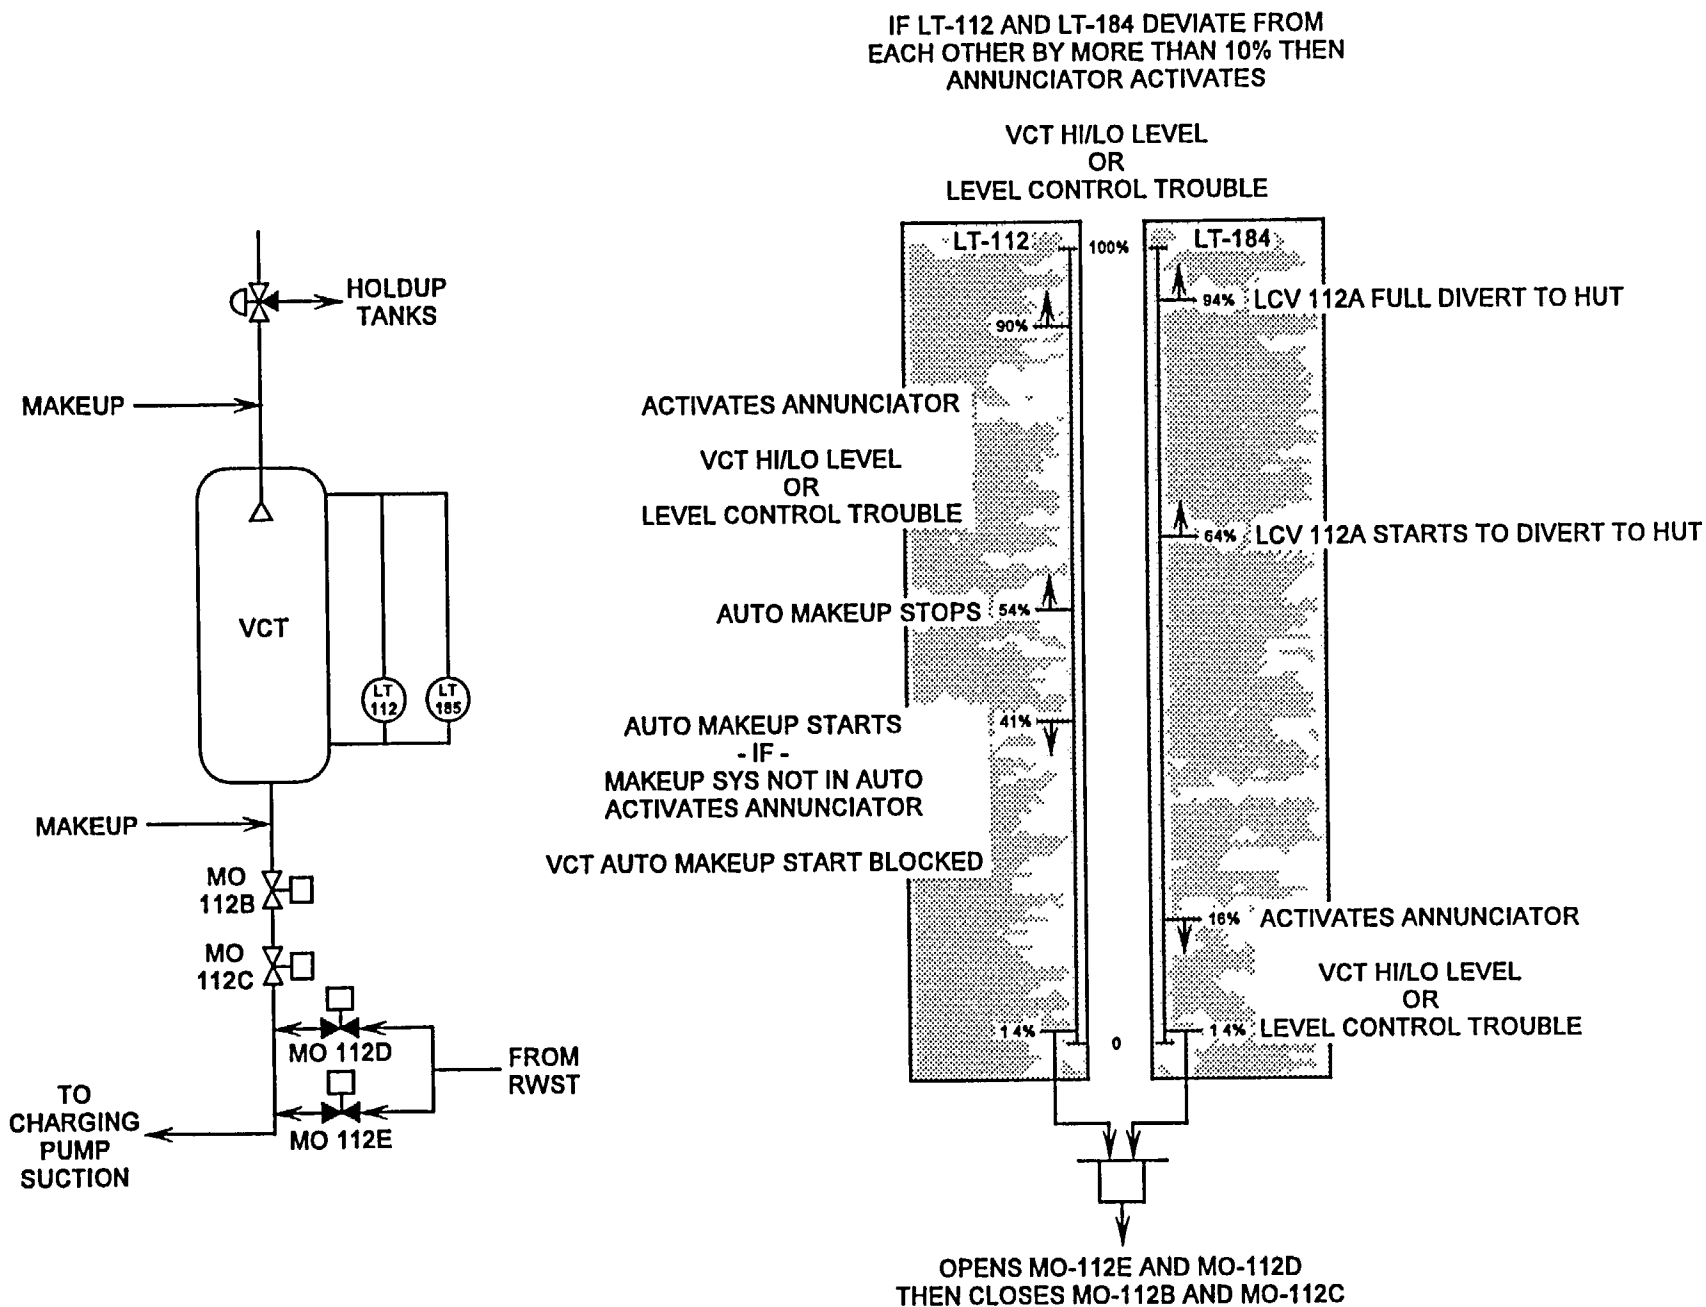 IF LT-112 AND LT-184 DEVIATE FROM
EACH OTHER BY MORE THAN 10% THEN
ANNUNCIATOR ACTIVATES
VCT HI/LO LEVEL
OR
LEVEL CONTROL TROUBLE
HOLDUP
TANKS
MAKEUP
VCT
LT
112
LT
185
MAKEUP
MO
112B
MO
112C
MO 112D
MO 112E
FROM
RWST
TO
CHARGING
PUMP
SUCTION
LT-112
100%
LT-184
90%
ACTIVATES ANNUNCIATOR
VCT HI/LO LEVEL
OR
LEVEL CONTROL TROUBLE
AUTO MAKEUP STOPS
54%
AUTO MAKEUP STARTS
- IF -
MAKEUP SYS NOT IN AUTO
ACTIVATES ANNUNCIATOR
41%
VCT AUTO MAKEUP START BLOCKED
1.4%
0
94%
LCV 112A FULL DIVERT TO HUT
64%
LCV 112A STARTS TO DIVERT TO HUT
16%
ACTIVATES ANNUNCIATOR
VCT HI/LO LEVEL
OR
LEVEL CONTROL TROUBLE
1.4%
OPENS MO-112E AND MO-112D
THEN CLOSES MO-112B AND MO-112C